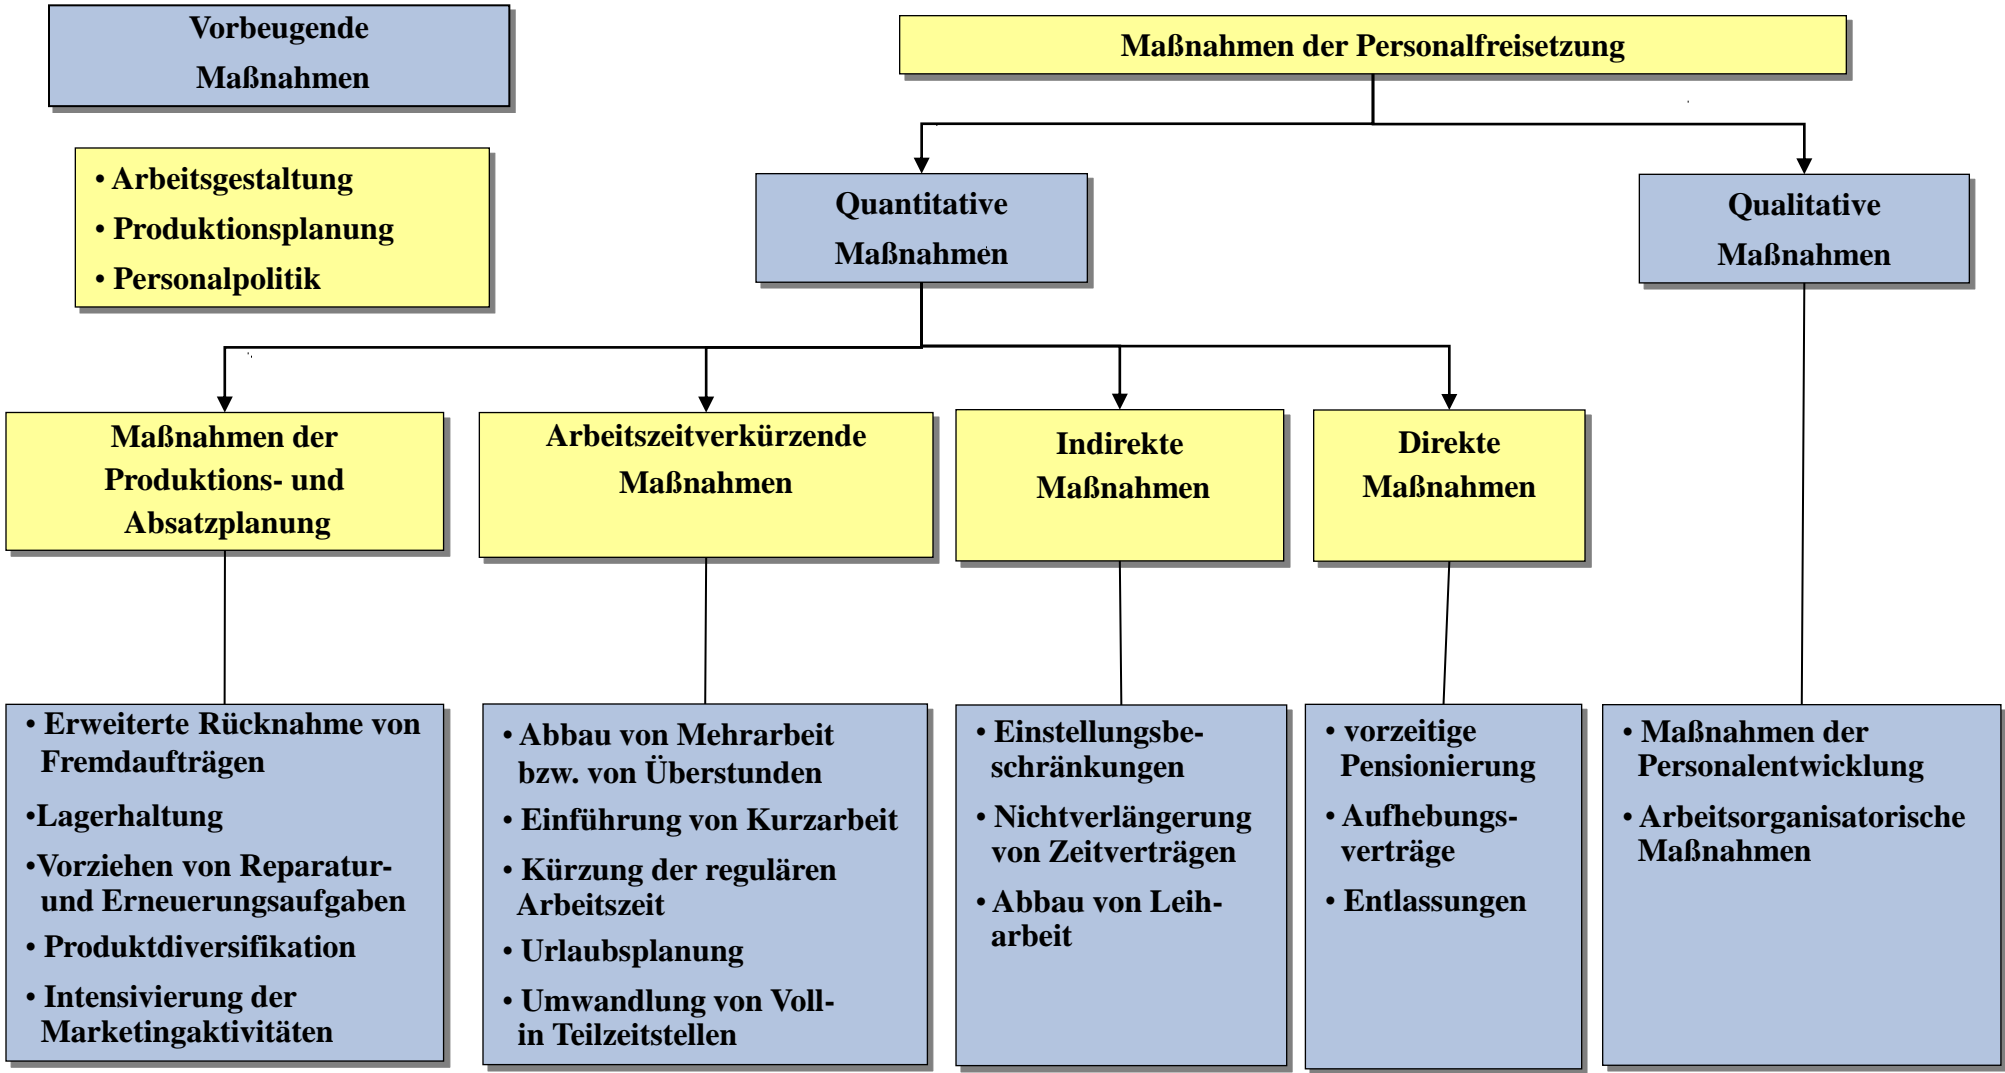 Vorbeugende
Maßnahmen
• Arbeitsgestaltung
• Produktionsplanung
• Personalpolitik
Maßnahmen der Personalfreisetzung
Quantitative
Maßnahmen
Qualitative
Maßnahmen
Maßnahmen der
Produktions- und
Absatzplanung
Arbeitszeitverkürzende
Maßnahmen
Indirekte
Maßnahmen
Direkte
Maßnahmen
• Erweiterte Rücknahme von
Fremdaufträgen
•Lagerhaltung
•Vorziehen von Reparatur-
und Erneuerungsaufgaben
• Produktdiversifikation
• Intensivierung der
Marketingaktivitäten
• Abbau von Mehrarbeit
bzw. von Überstunden
• Einführung von Kurzarbeit
• Kürzung der regulären
Arbeitszeit
• Urlaubsplanung
• Umwandlung von Voll-
in Teilzeitstellen
• Einstellungsbe-
schränkungen
• Nichtverlängerung
von Zeitverträgen
• Abbau von Leih-
arbeit
• vorzeitige
Pensionierung
• Aufhebungs-
verträge
• Entlassungen
• Maßnahmen der
Personalentwicklung
• Arbeitsorganisatorische
Maßnahmen